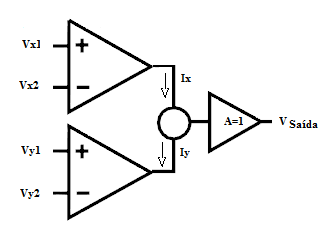 Vx1
+
Vx2
−
Ix
A=1
V Saída
Vy1
+
Iy
Vy2
−